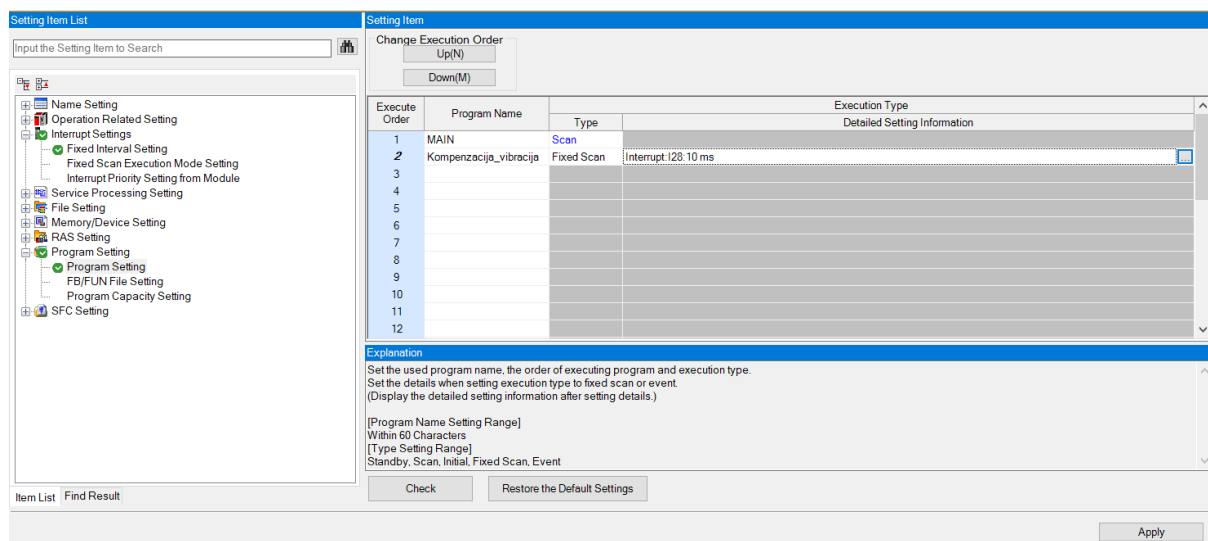 Setting Item List
Input the Setting Item to Search
Name Setting
Operation Related Setting
Interrupt Settings
Fixed Interval Setting
Fixed Scan Execution Mode Setting
Interrupt Priority Setting from Module
Service Processing Setting
File Setting
Memory/Device Setting
RAS Setting
Program Setting
Program Setting
FB/FUN File Setting
Program Capacity Setting
SFC Setting
Item List Find Result
Setting Item
Change Execution Order
Up(N)
Down(M)
Execute Order Program Name Execution Type
Type Detailed Setting Information
1 MAIN Scan
2 Kompenzacija_vibracija Fixed Scan Interrupt:I28:10 ms ...
3
4
5
6
7
8
9
10
11
12
Explanation
Set the used program name, the order of executing program and execution type.
Set the details when setting execution type to fixed scan or event.
(Display the detailed setting information after setting details.)
[Program Name Setting Range]
Within 60 Characters
[Type Setting Range]
Standby, Scan, Initial, Fixed Scan, Event
Check Restore the Default Settings
Apply